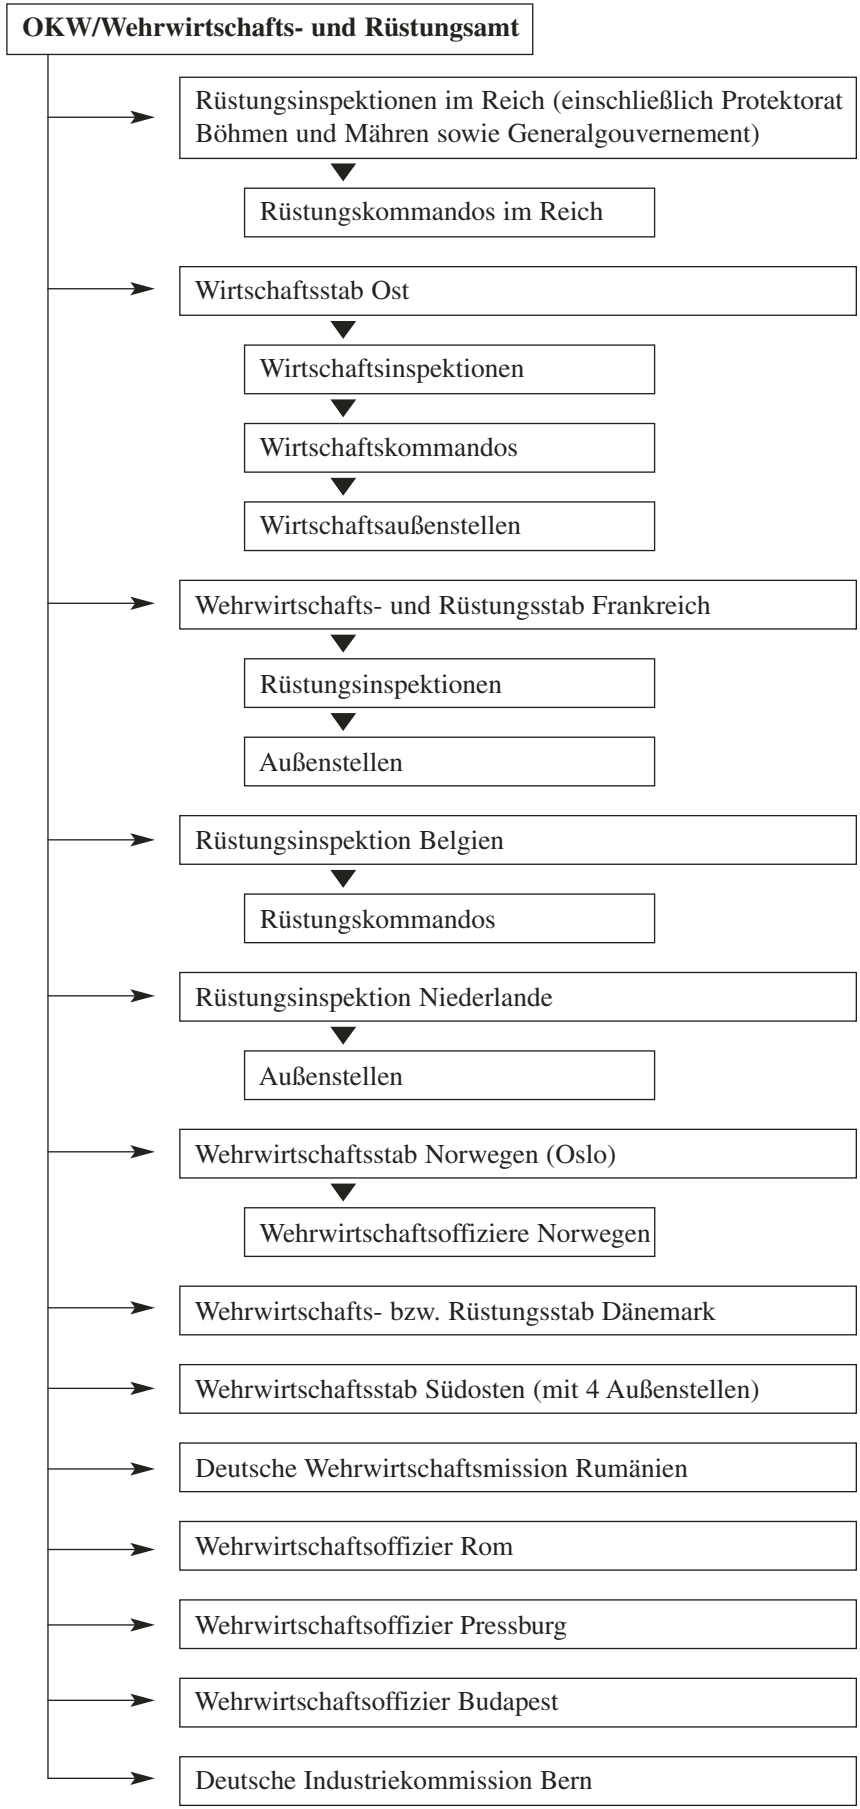 OKW/Wehrwirtschafts- und Rüstungsamt
Rüstungsinspektionen im Reich (einschließlich Protektorat
Böhmen und Mähren sowie Generalgouvernement)
Rüstungskommandos im Reich
Wirtschaftsstab Ost
Wirtschaftsinspektionen
Wirtschaftskommandos
Wirtschaftsaußenstellen
Wehrwirtschafts- und Rüstungsstab Frankreich
Rüstungsinspektionen
Außenstellen
Rüstungsinspektion Belgien
Rüstungskommandos
Rüstungsinspektion Niederlande
Außenstellen
Wehrwirtschaftsstab Norwegen (Oslo)
Wehrwirtschaftsoffiziere Norwegen
Wehrwirtschafts- bzw. Rüstungsstab Dänemark
Wehrwirtschaftsstab Südosten (mit 4 Außenstellen)
Deutsche Wehrwirtschaftsmission Rumänien
Wehrwirtschaftsoffizier Rom
Wehrwirtschaftsoffizier Pressburg
Wehrwirtschaftsoffizier Budapest
Deutsche Industriekommission Bern